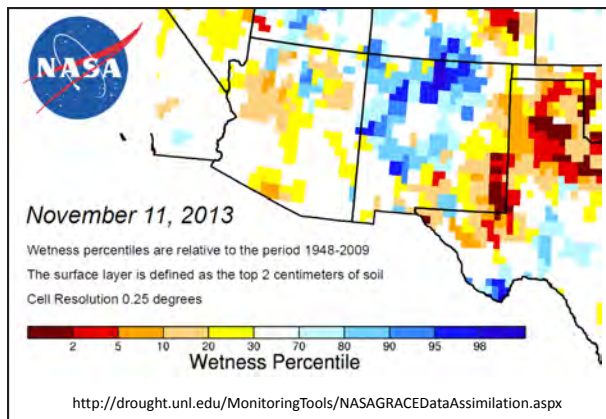 NASA
November 11, 2013
Wetness percentiles are relative to the period 1948-2009
The surface layer is defined as the top 2 centimeters of soil
Cell Resolution 0.25 degrees
2 5 10 20 30 70 80 90 95 98
Wetness Percentile
http://drought.unl.edu/MonitoringTools/NASAGRACEDataAssimilation.aspx